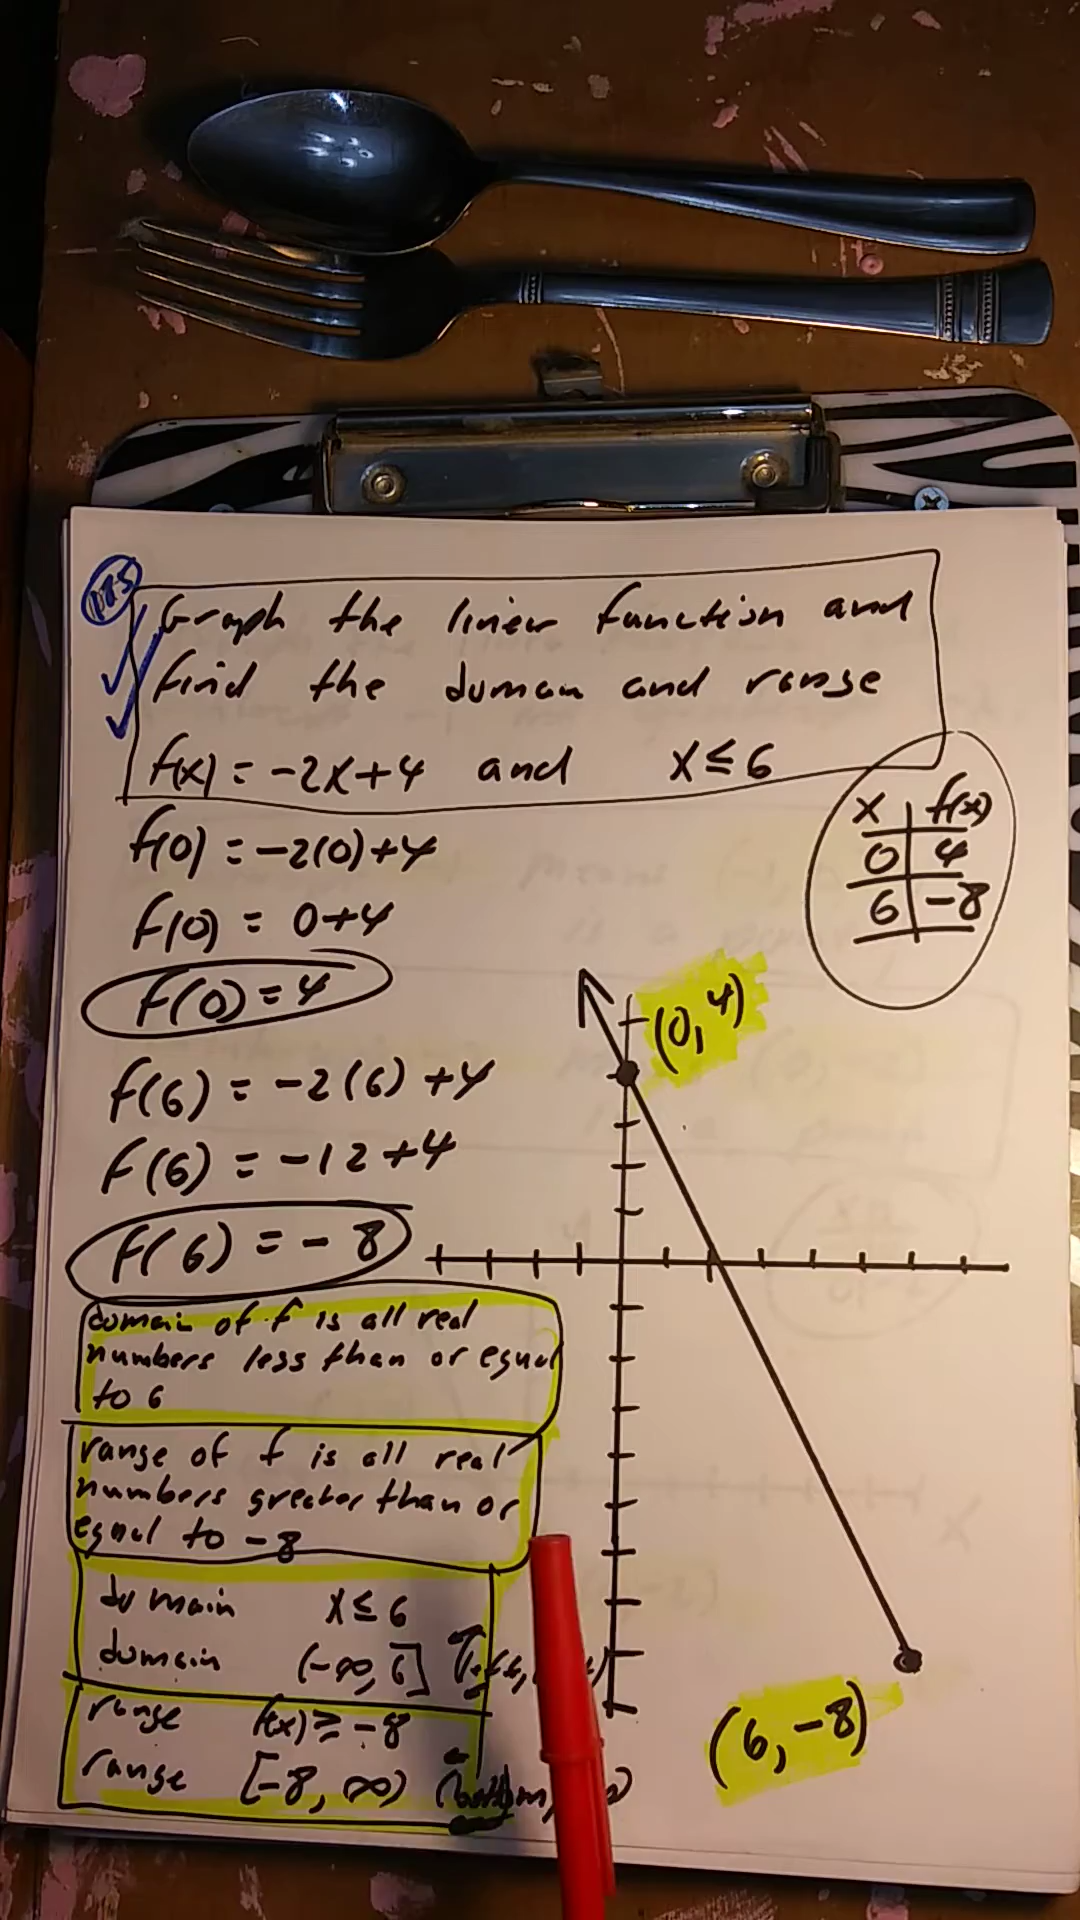 Graph the linear function and
find the domain and range
f(x) = -2x+4 and x ≤ 6
x f(x)
0 4
6 -8
f(0) = -2(0)+4
f(0) = 0+4
f(0) = 4
(0, 4)
f(6) = -2(6) +4
f(6) = -12+4
f(6) = -8
domain of f is all real
numbers less than or equal
to 6
range of f is all real
numbers greater than or
equal to -8
domain x ≤ 6
domain (-∞, 6]
range f(x) ≥ -8
range [-8, ∞)
(6, -8)